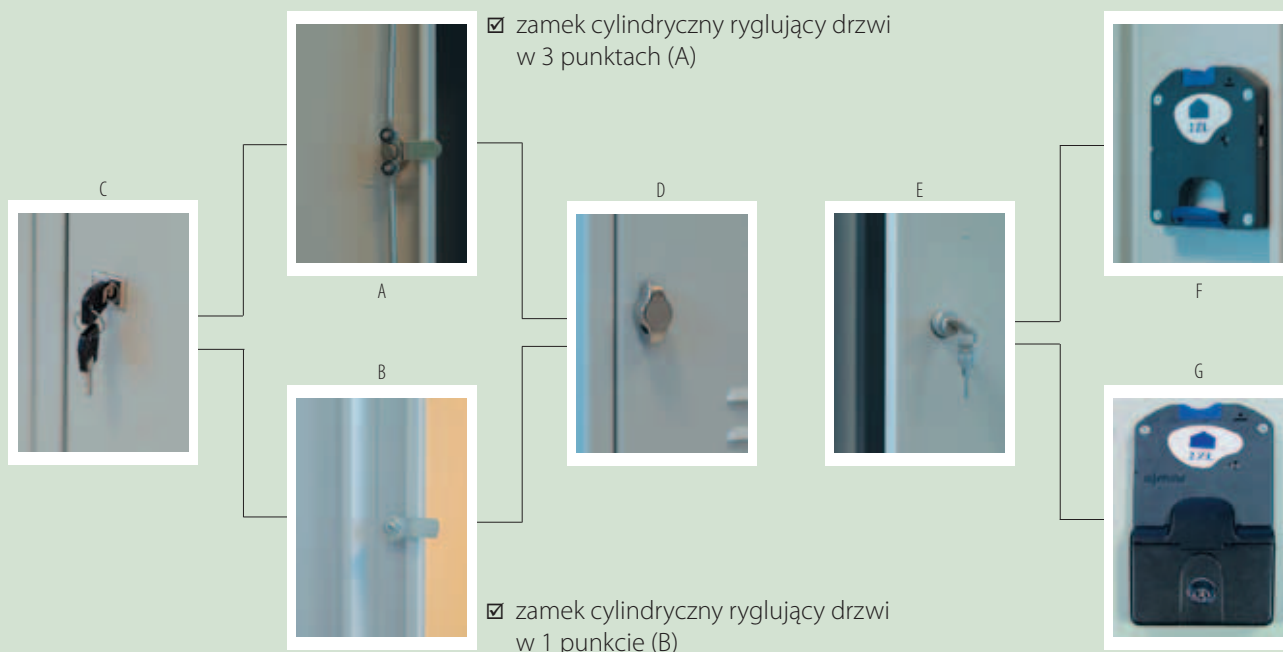 ☑ zamek cylindryczny ryglujący drzwi
w 3 punktach (A)
C
A
D
E
F
B
G
☑ zamek cylindryczny ryglujący drzwi
w 1 punkcie (B)